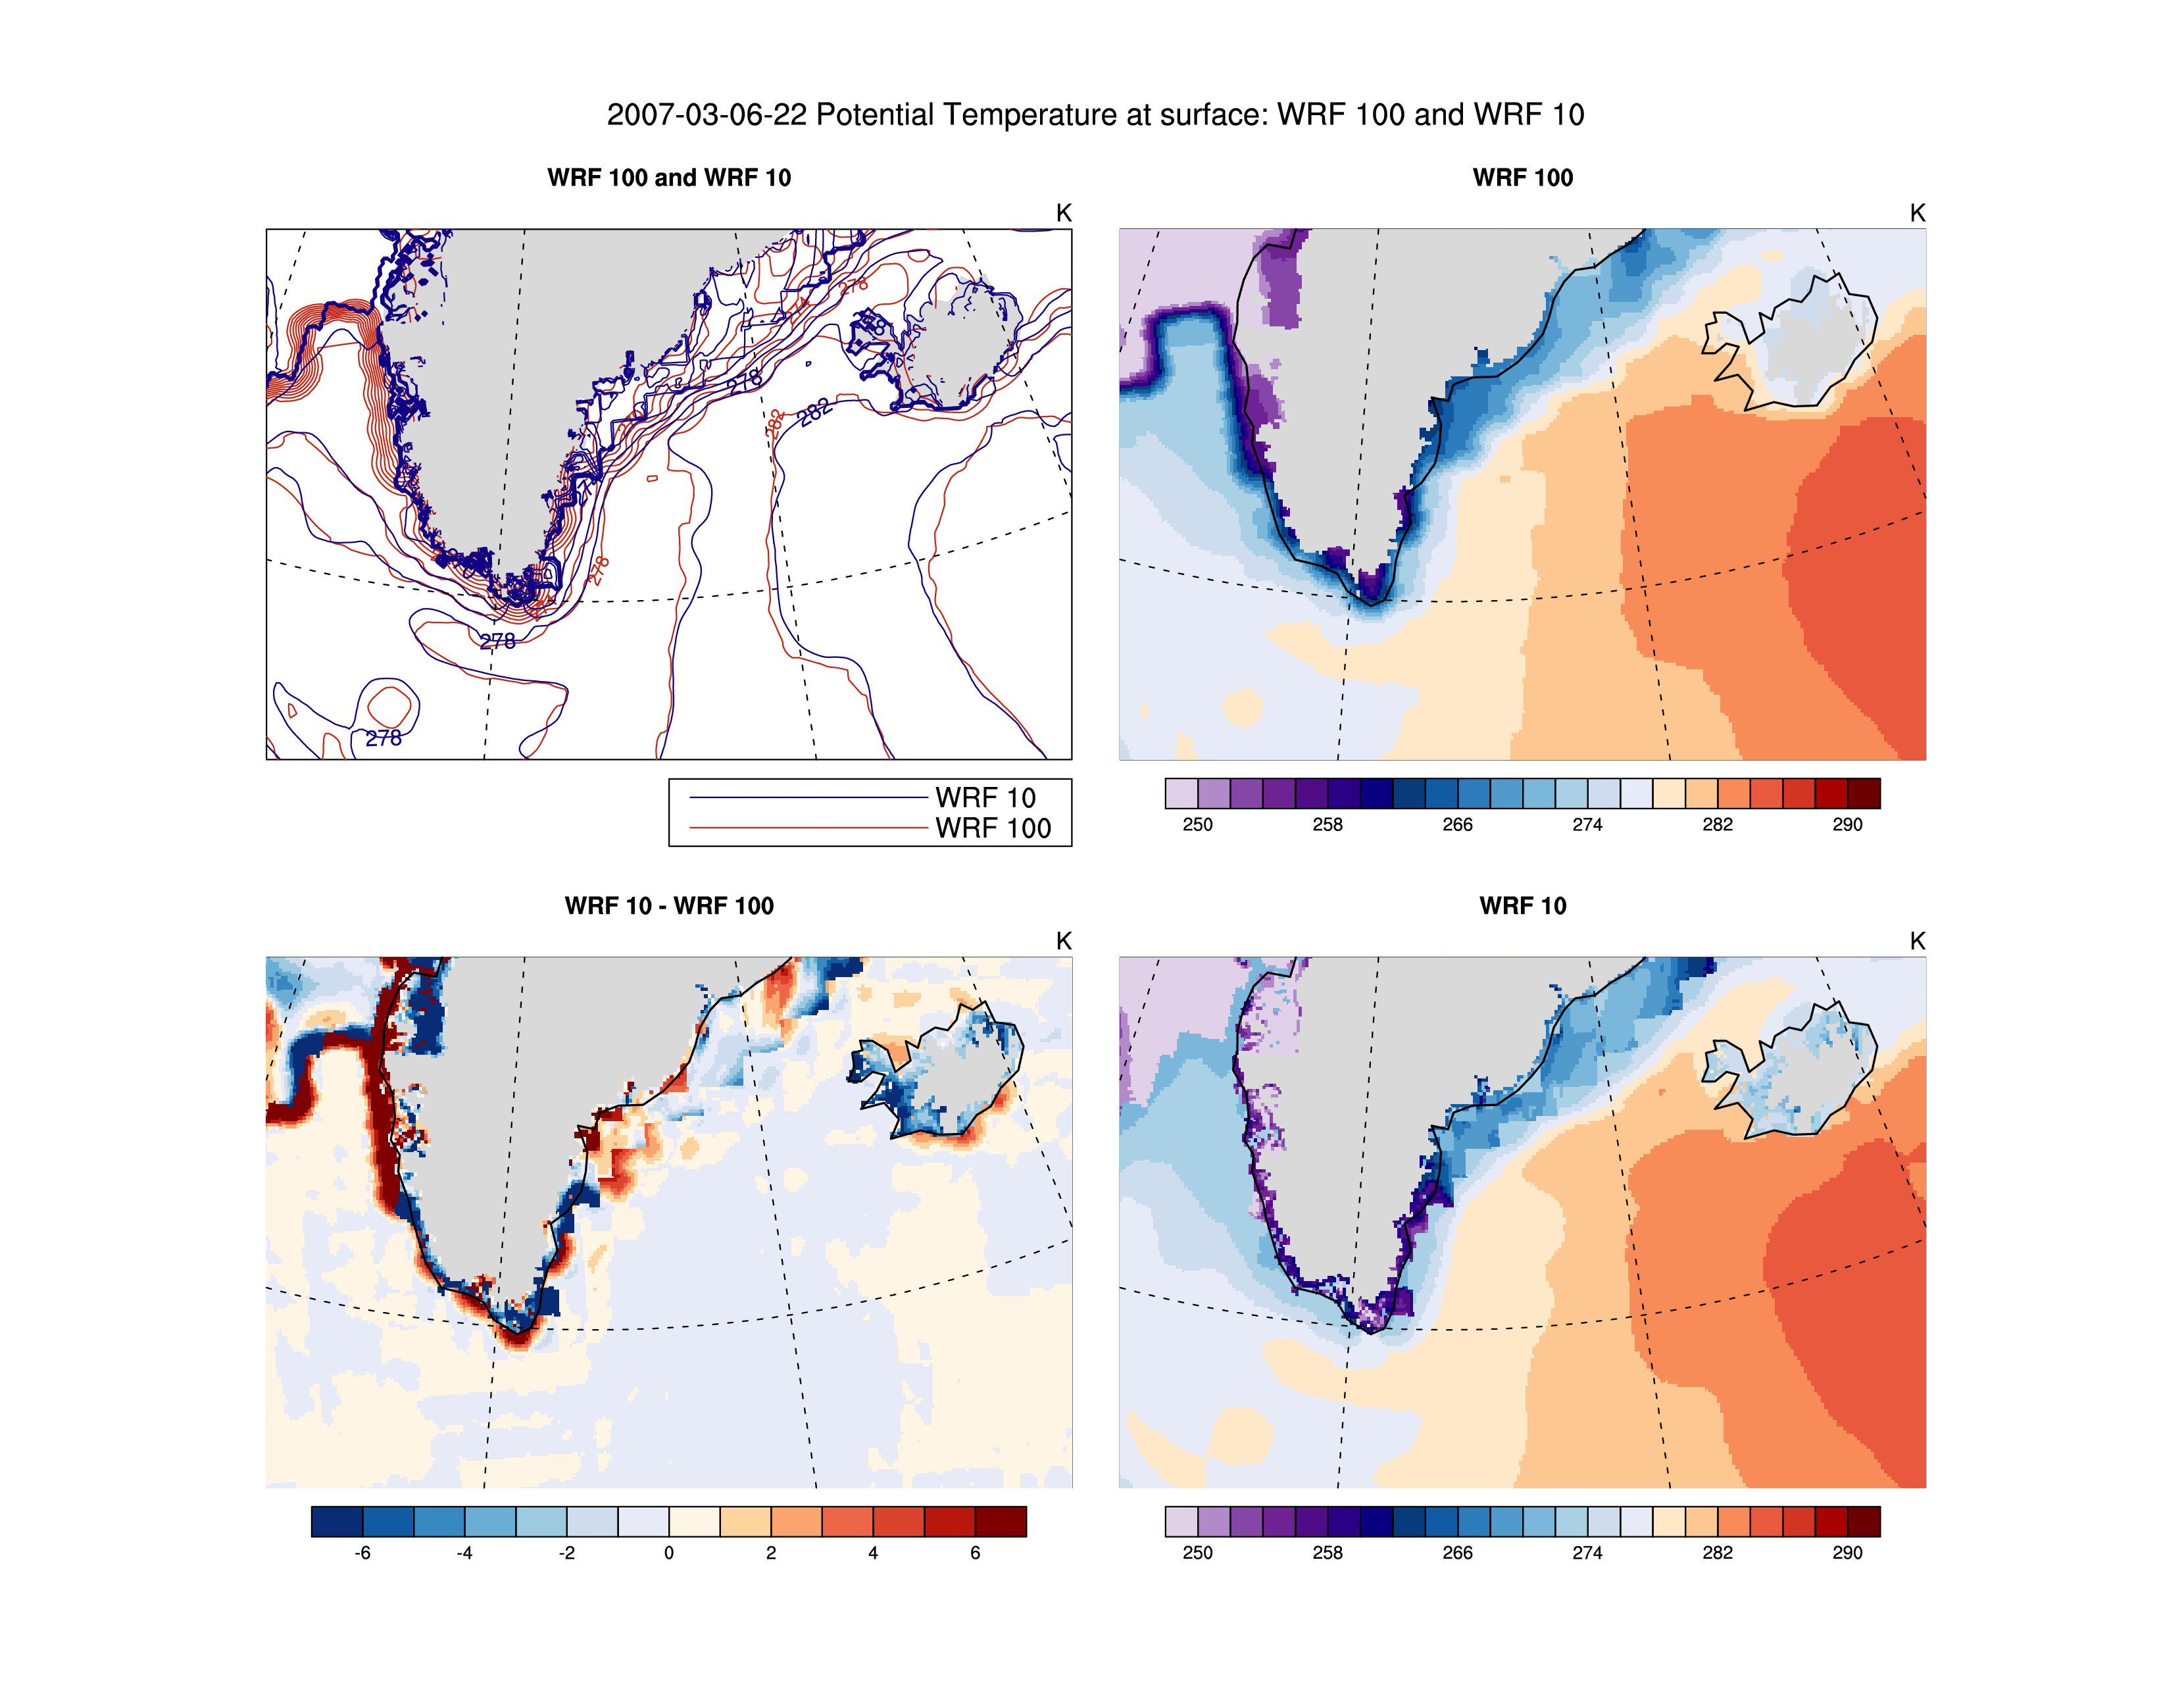 2007-03-06-22 Potential Temperature at surface: WRF 100 and WRF 10
WRF 100 and WRF 10
K
278
278
282
282
278
278
278
WRF 10
WRF 100
WRF 100
K
250 258 266 274 282 290
WRF 10 - WRF 100
K
-6 -4 -2 0 2 4 6
WRF 10
K
250 258 266 274 282 290